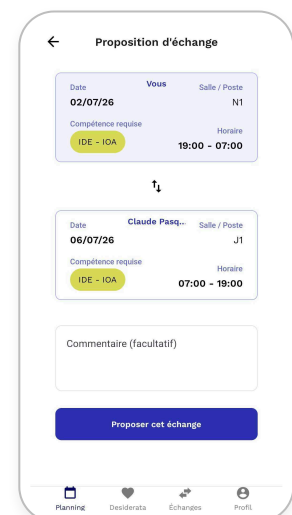 Proposition d'échange
Date Vous Salle / Poste
02/07/26 N1
Compétence requise
Horaire
IDE - IOA
19:00 - 07:00
Date Claude Pasq... Salle / Poste
06/07/26 J1
Compétence requise
Horaire
IDE - IOA
07:00 - 19:00
Commentaire (facultatif)
Proposer cet échange
Planning Desiderata Échanges Profil